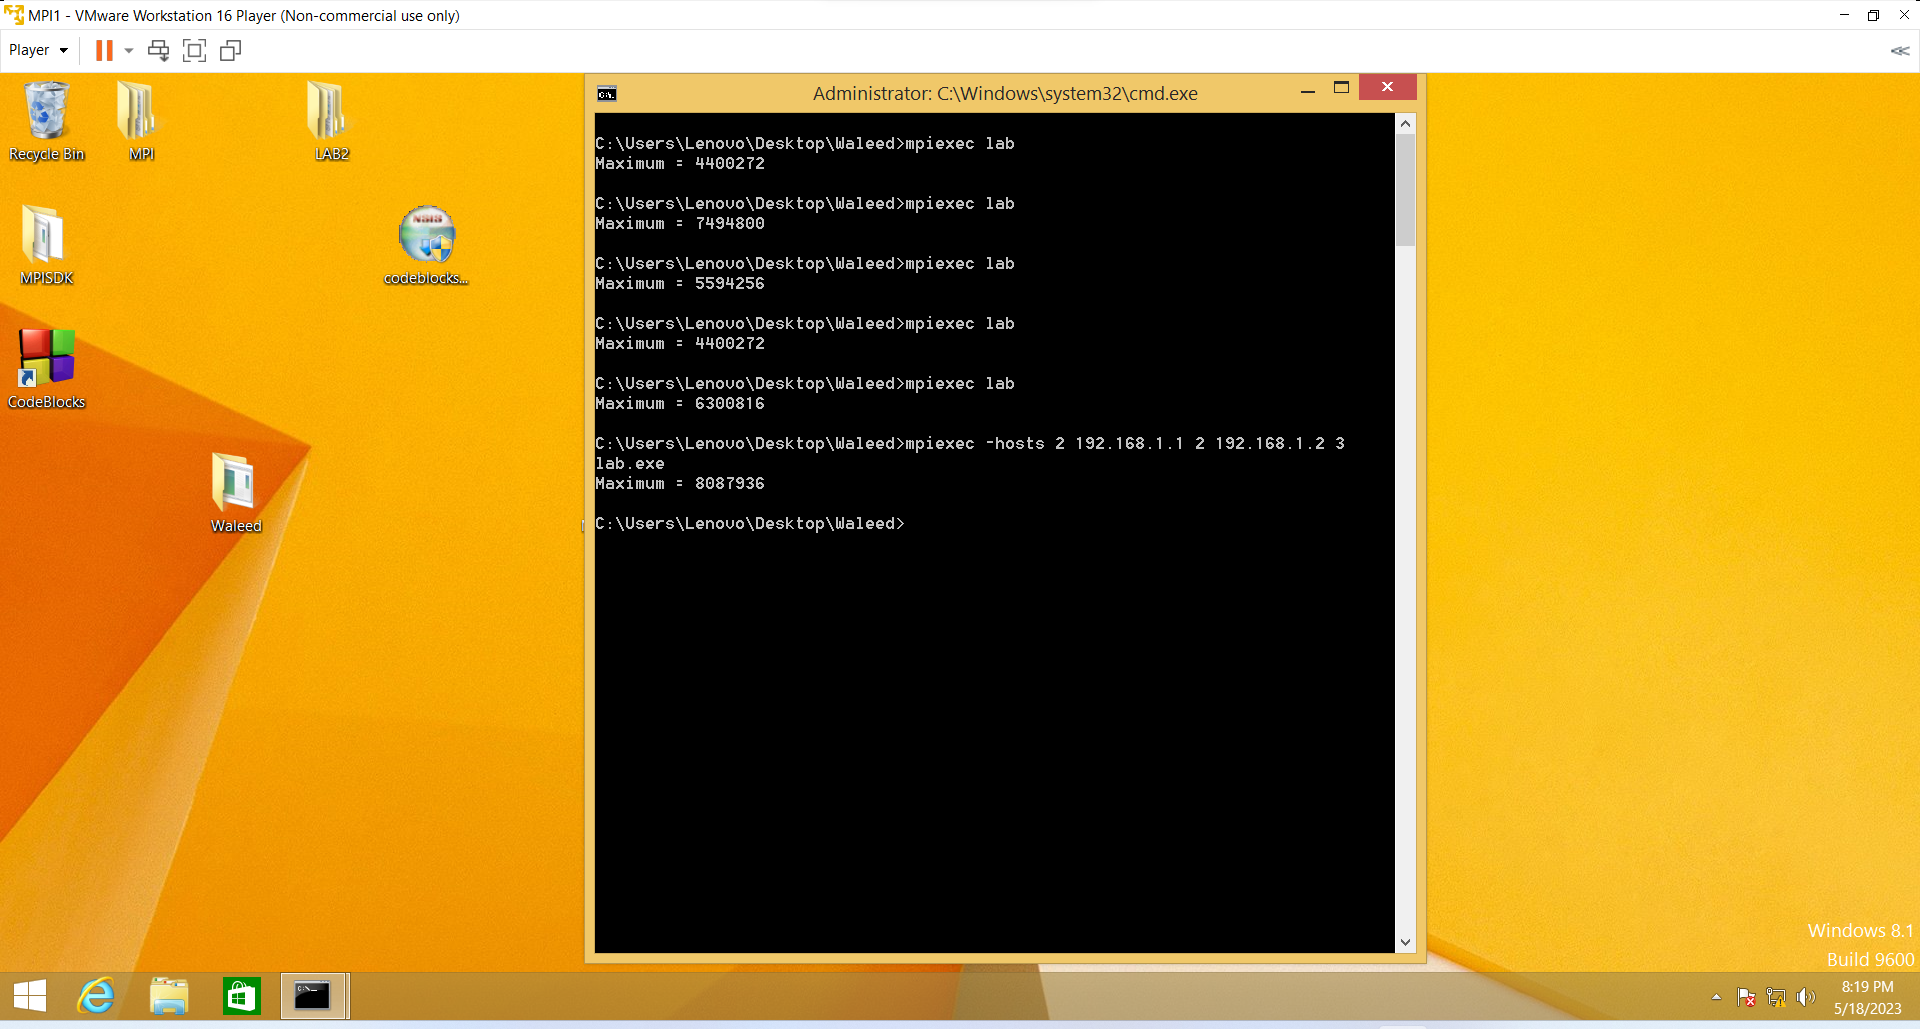 MPI1 - VMware Workstation 16 Player (Non-commercial use only)
Player
Recycle Bin
MPI
LAB2
MPISDK
codeblocks...
CodeBlocks
Waleed
NSIS
Administrator: C:\Windows\system32\cmd.exe
C:\Users\Lenovo\Desktop\Waleed>mpiexec lab
Maximum = 4400272
C:\Users\Lenovo\Desktop\Waleed>mpiexec lab
Maximum = 7494800
C:\Users\Lenovo\Desktop\Waleed>mpiexec lab
Maximum = 5594256
C:\Users\Lenovo\Desktop\Waleed>mpiexec lab
Maximum = 4400272
C:\Users\Lenovo\Desktop\Waleed>mpiexec lab
Maximum = 6300816
C:\Users\Lenovo\Desktop\Waleed>mpiexec -hosts 2 192.168.1.1 2 192.168.1.2 3
lab.exe
Maximum = 8087936
C:\Users\Lenovo\Desktop\Waleed>
Windows 8.1
Build 9600
8:19 PM
5/18/2023